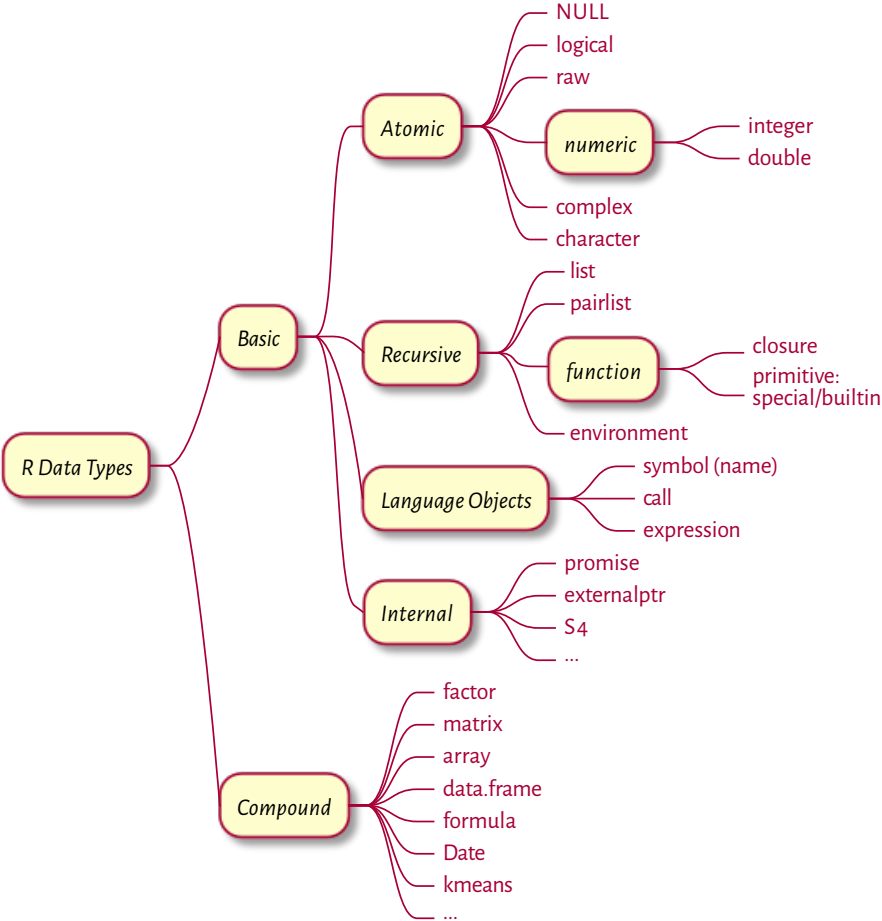 NULL
logical
raw
Atomic
numeric
integer
double
complex
character
list
pairlist
Basic
Recursive
function
closure
primitive:
special/builtin
environment
R Data Types
Language Objects
symbol (name)
call
expression
promise
externalptr
Internal
S4
...
factor
matrix
array
data.frame
Compound
formula
Date
kmeans
...